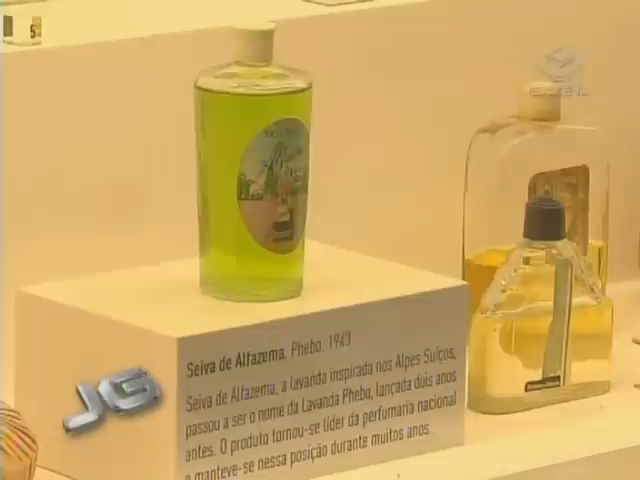 5
Seiva de Alfazema. Phebo. 1943
Seiva de Alfazema, a lavanda inspirada nos Alpes Suíços,
passou a ser o nome da Lavanda Phebo, lançada dois anos
antes. O produto tornou-se líder da perfumaria nacional
e manteve-se nessa posição durante muitos anos.
JG